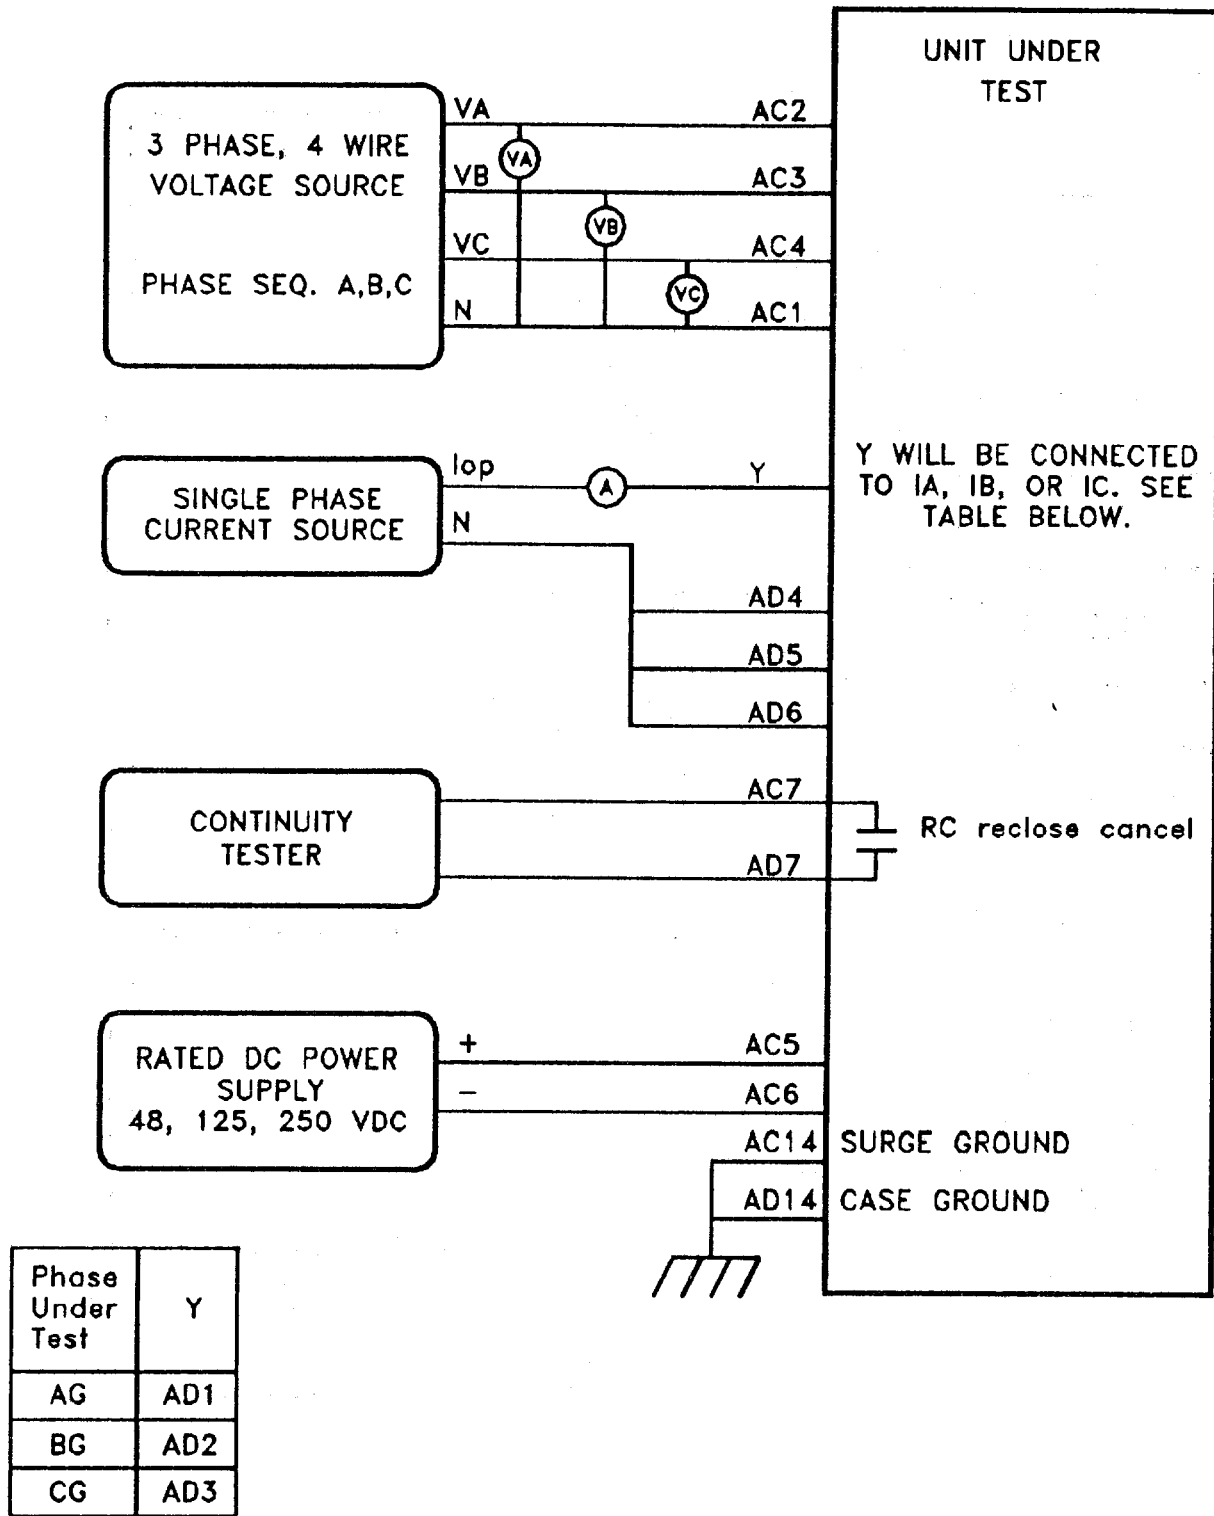 UNIT UNDER
TEST
3 PHASE, 4 WIRE
VOLTAGE SOURCE
PHASE SEQ. A,B,C
VA
AC2
VA
VB
AC3
VB
VC
AC4
VC
N
AC1
SINGLE PHASE
CURRENT SOURCE
Iop
A
Y
N
Y WILL BE CONNECTED
TO IA, IB, OR IC. SEE
TABLE BELOW.
AD4
AD5
AD6
CONTINUITY
TESTER
AC7
AD7
RC reclose cancel
RATED DC POWER
SUPPLY
48, 125, 250 VDC
+
AC5
-
AC6
AC14 SURGE GROUND
AD14 CASE GROUND
Phase
Under
Test
Y
AG AD1
BG AD2
CG AD3